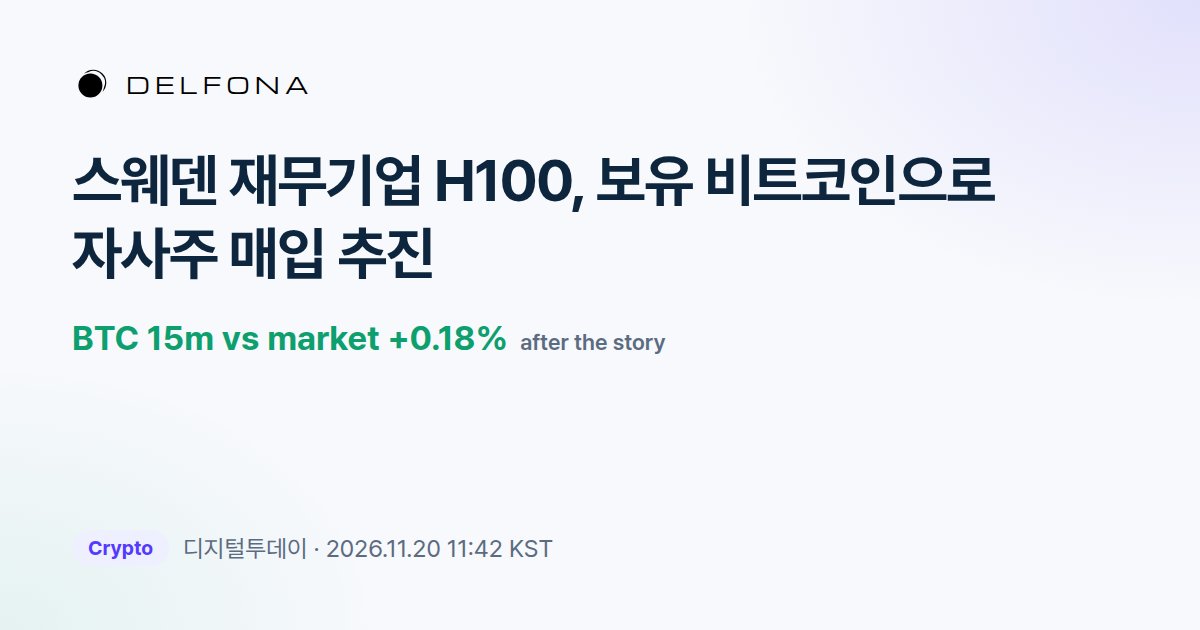 DELFONA
스웨덴 재무기업 H100, 보유 비트코인으로
자사주 매입 추진
BTC 15m vs market +0.18% after the story
Crypto 디지털투데이 · 2026.11.20 11:42 KST